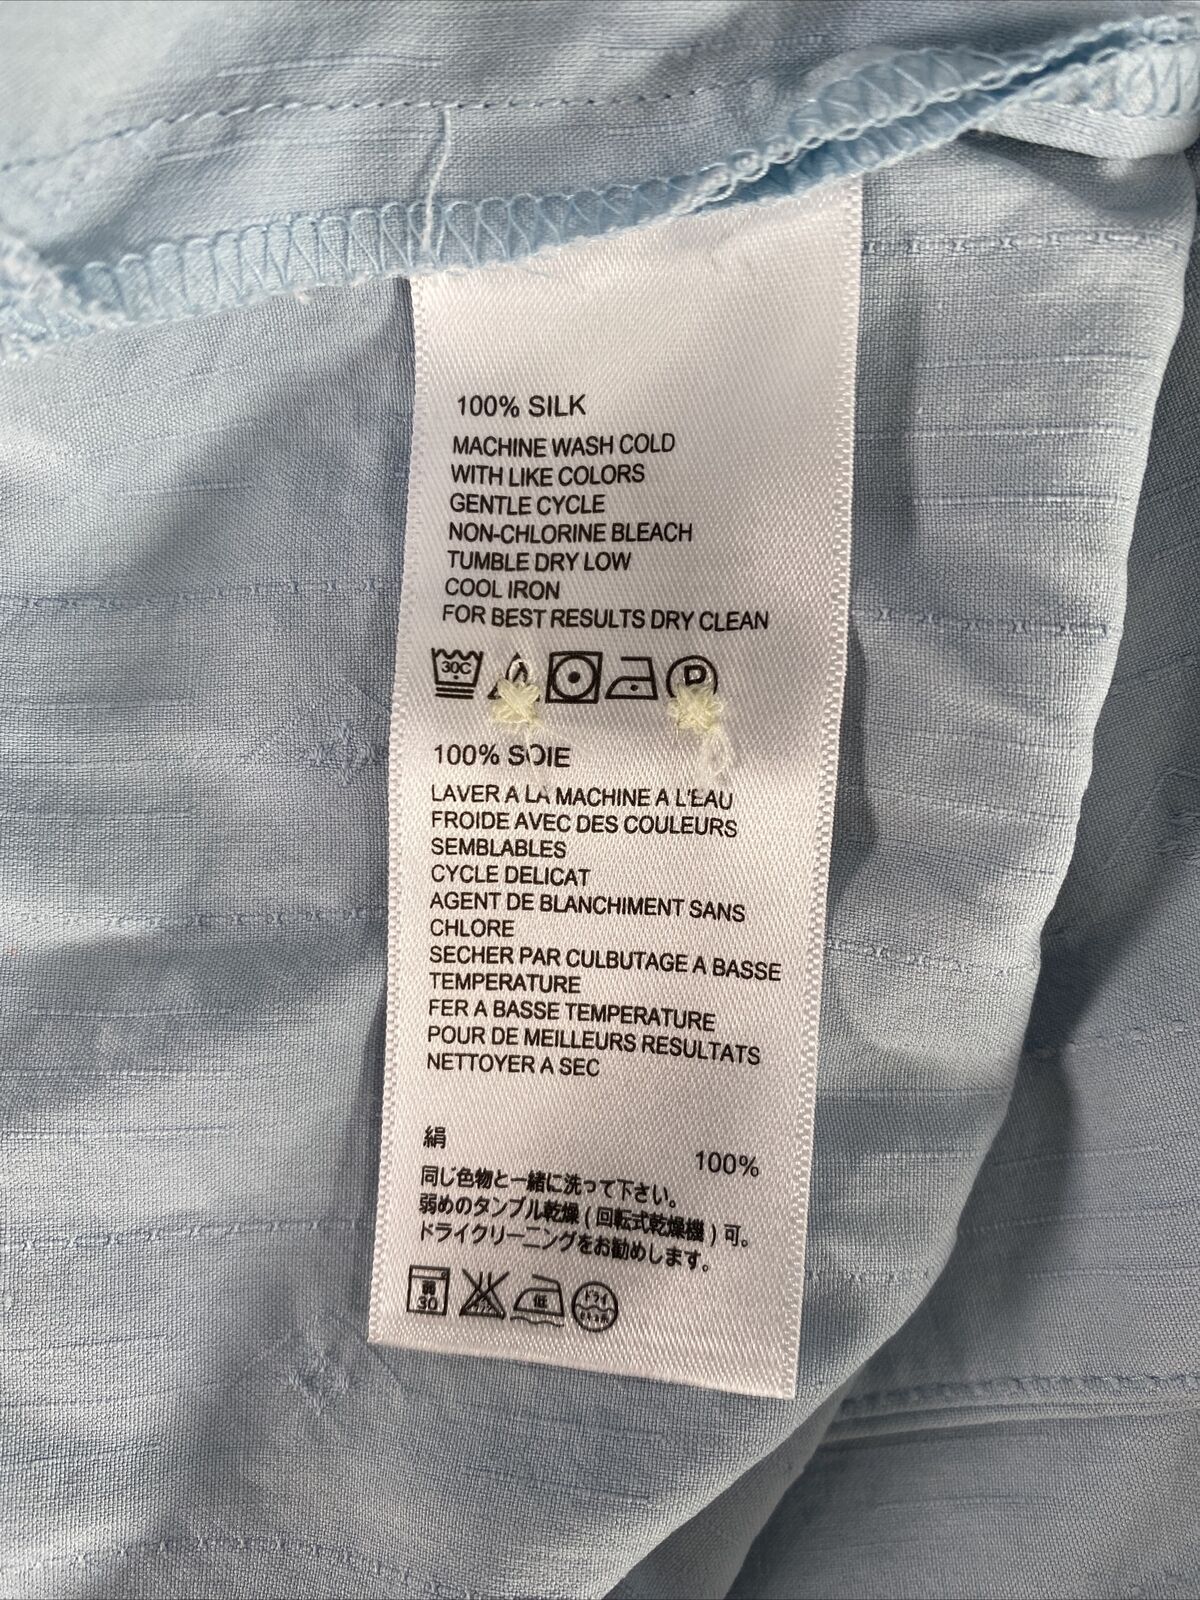 100% SILK
MACHINE WASH COLD
WITH LIKE COLORS
GENTLE CYCLE
NON-CHLORINE BLEACH
TUMBLE DRY LOW
COOL IRON
FOR BEST RESULTS DRY CLEAN
30C P
100% SOIE
LAVER A LA MACHINE A L'EAU
FROIDE AVEC DES COULEURS
SEMBLABLES
CYCLE DELICAT
AGENT DE BLANCHIMENT SANS
CHLORE
SECHER PAR CULBUTAGE A BASSE
TEMPERATURE
FER A BASSE TEMPERATURE
POUR DE MEILLEURS RESULTATS
NETTOYER A SEC
絹 100%
同じ色物と一緒に洗って下さい。
弱めのタンブル乾燥(回転式乾燥機)可。
ドライクリーニングをお勧めします。
弱 30 低 ドライ